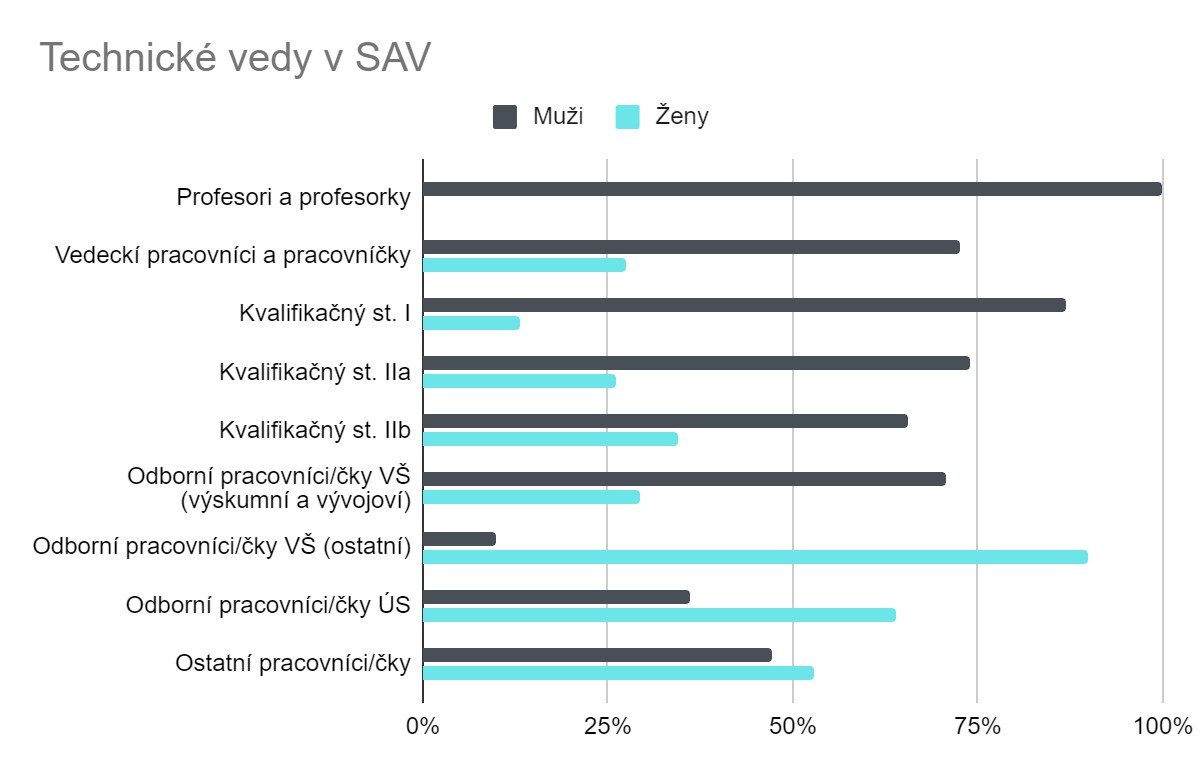 Technické vedy v SAV
Muži
Ženy
Profesori a profesorky
Vedeckí pracovníci a pracovníčky
Kvalifikačný st. I
Kvalifikačný st. IIa
Kvalifikačný st. IIb
Odborní pracovníci/čky VŠ
(výskumní a vývojoví)
Odborní pracovníci/čky VŠ (ostatní)
Odborní pracovníci/čky ÚS
Ostatní pracovníci/čky
0%
25%
50%
75%
100%